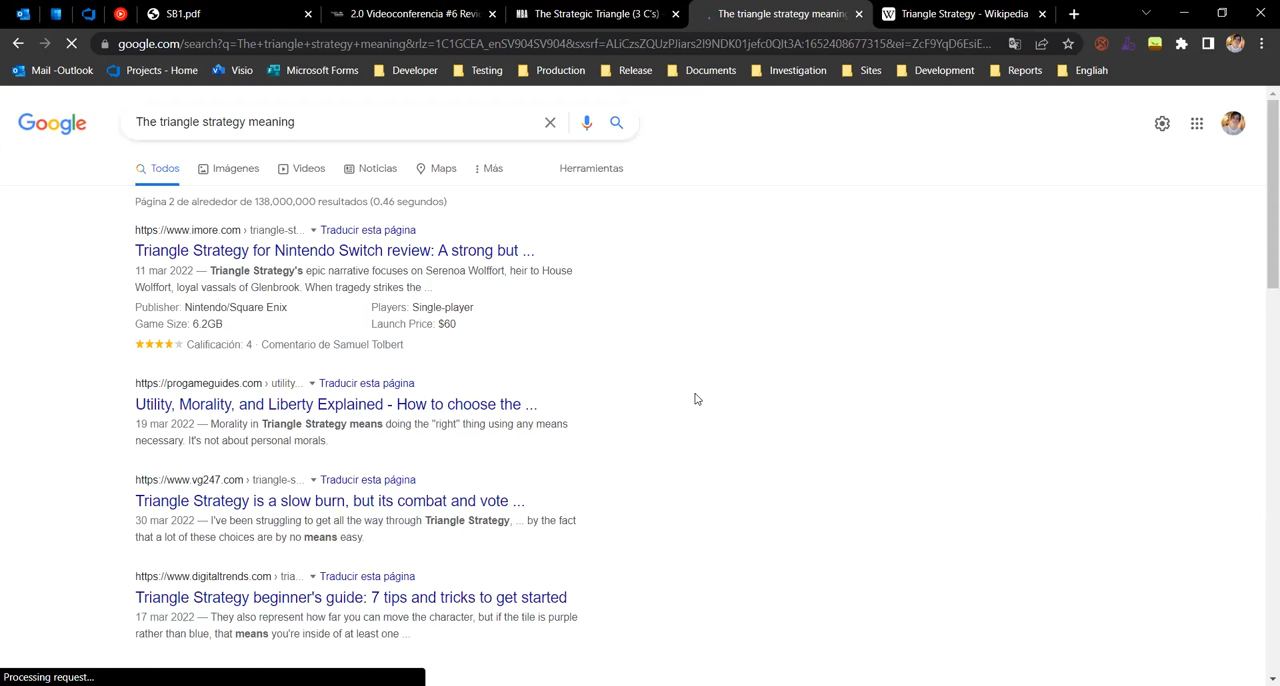 SB1.pdf
2.0 Videoconferencia #6 Revi
The Strategic Triangle (3 C's)
The triangle strategy meaning
Triangle Strategy - Wikipedia
google.com/search?q=The+triangle+strategy+meaning&rlz=1C1GCEA_enSV904SV904&sxsrf=ALiCzsZQUzPJiars2I9NDK01jefc0QIt3A:1652408677315&ei=ZcF9YqD6EsiE...
Mail -Outlook
Projects - Home
Visio
Microsoft Forms
Developer
Testing
Production
Release
Documents
Investigation
Sites
Development
Reports
Engliah
Google
The triangle strategy meaning
Todos
Imágenes
Videos
Noticias
Maps
Más
Herramientas
Página 2 de alrededor de 138,000,000 resultados (0.46 segundos)
https://www.imore.com › triangle-st... Traducir esta página
Triangle Strategy for Nintendo Switch review: A strong but ...
11 mar 2022 — Triangle Strategy's epic narrative focuses on Serenoa Wolffort, heir to House
Wolffort, loyal vassals of Glenbrook. When tragedy strikes the ...
Publisher: Nintendo/Square Enix Players: Single-player
Game Size: 6.2GB Launch Price: $60
Calificación: 4 · Comentario de Samuel Tolbert
https://progameguides.com › utility... Traducir esta página
Utility, Morality, and Liberty Explained - How to choose the ...
19 mar 2022 — Morality in Triangle Strategy means doing the "right" thing using any means
necessary. It's not about personal morals.
https://www.vg247.com › triangle-s... Traducir esta página
Triangle Strategy is a slow burn, but its combat and vote ...
30 mar 2022 — I've been struggling to get all the way through Triangle Strategy, ... by the fact
that a lot of these choices are by no means easy.
https://www.digitaltrends.com › tria... Traducir esta página
Triangle Strategy beginner's guide: 7 tips and tricks to get started
17 mar 2022 — They also represent how far you can move the character, but if the tile is purple
rather than blue, that means you're inside of at least one ...
Processing request...